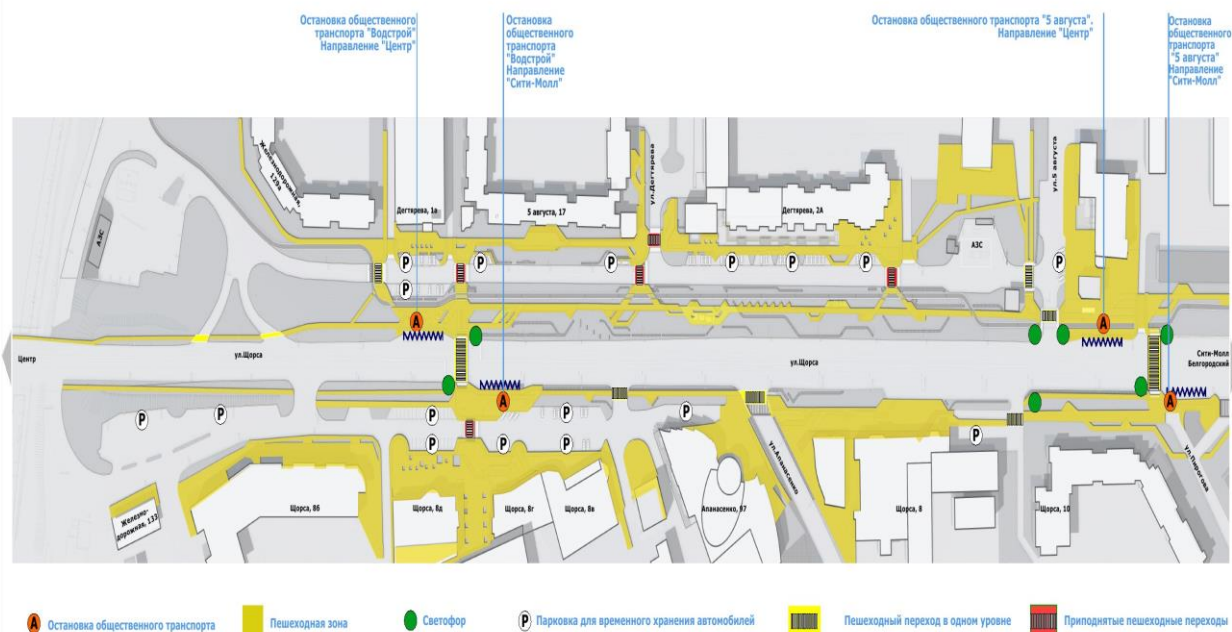 Остановка общественного
транспорта "Водстрой"
Направление "Центр"
Остановка
общественного
транспорта
"Водстрой"
Направление
"Сити-Молл"
Остановка общественного транспорта "5 августа".
Направление "Центр"
Остановка
общественного
транспорта
"5 августа"
Направление
"Сити-Молл"
Железнодорожная,
129а
АЗС
Дегтярева, 1а
5 августа, 17
ул.Дегтярева
Дегтярева, 2А
АЗС
ул.5 августа
P
P
P
P
P
P
P
P
A
A
Центр
ул.Щорса
ул.Щорса
Сити-Молл
Белгородский
A
A
P
P
P
P
P
P
P
P
P
ул.Апанасенко
ул.Пирогова
Железно-
дорожная, 133
Щорса, 8б
Щорса, 8д
Щорса, 8г
Щорса, 8в
Апанасенко, 97
Щорса, 8
Щорса, 10
A Остановка общественного транспорта
Пешеходная зона
Светофор
P Парковка для временного хранения автомобилей
Пешеходный переход в одном уровне
Приподнятые пешеходные переходы